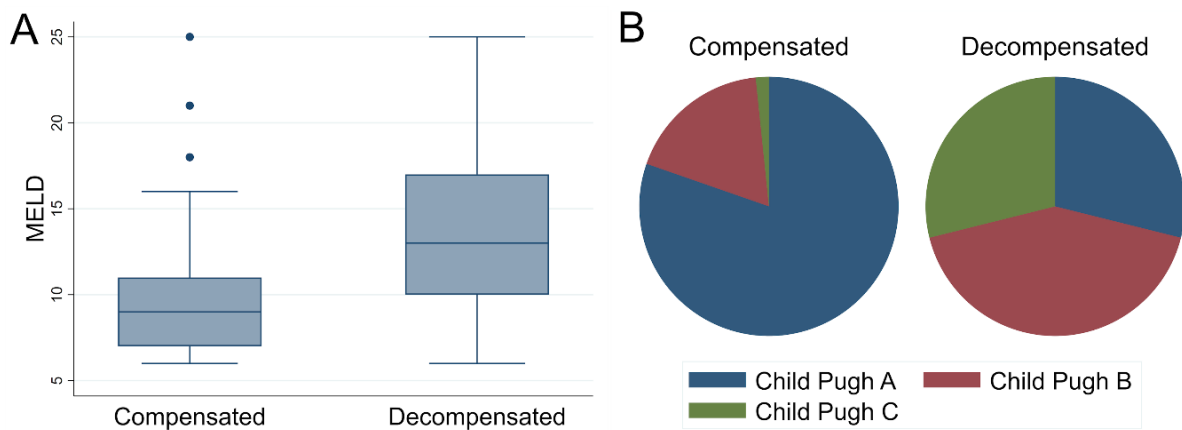 A
MELD
25
20
15
10
5
Compensated
Decompensated
B
Compensated
Decompensated
Child Pugh A
Child Pugh B
Child Pugh C